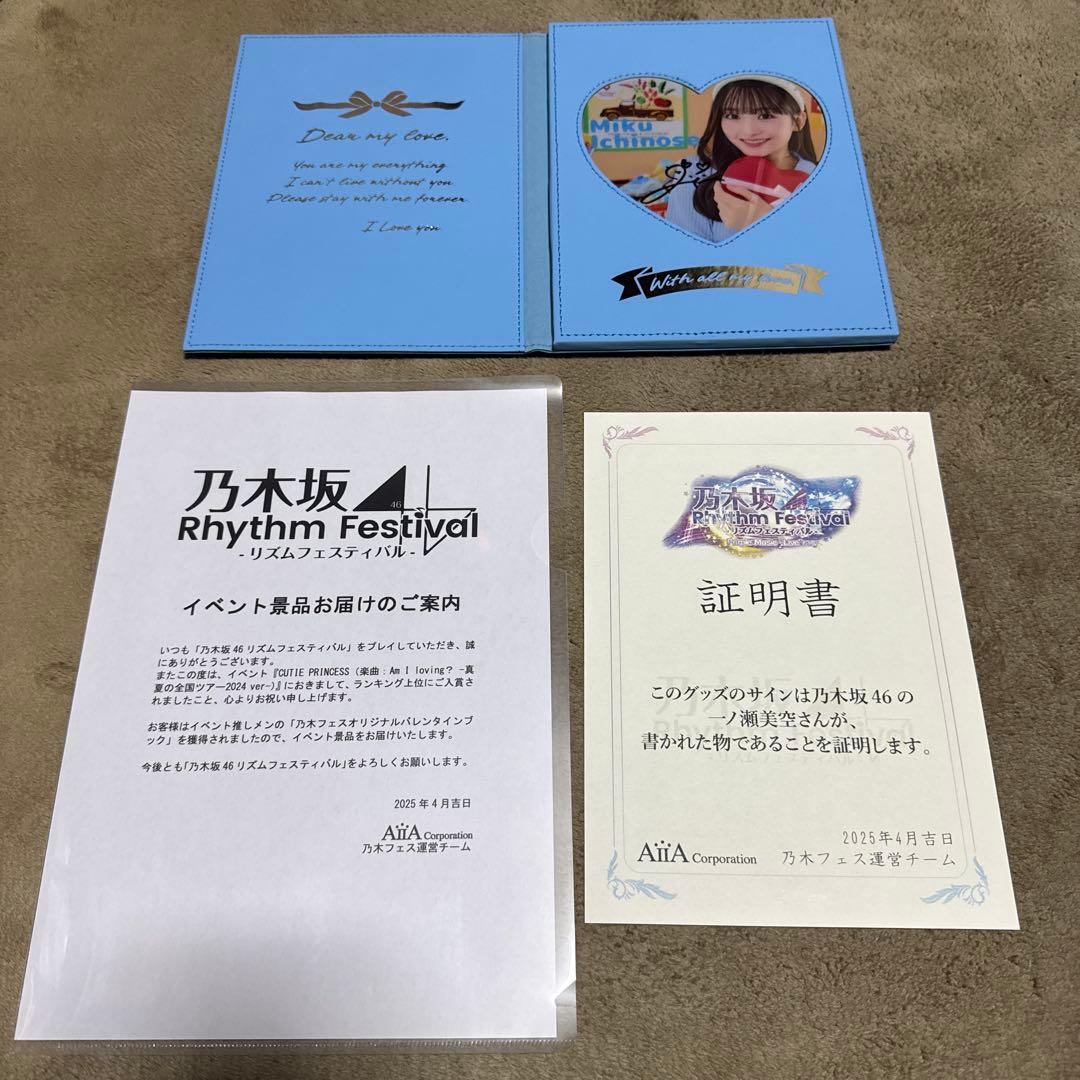 Dear my love,
You are my everything
I can't live without you
Please stay with me forever.
I Love you
Miku
Ichinose
With all my
乃木坂
46
Rhythm Festival
-リズムフェスティバル-
イベント景品お届けのご案内
いつも「乃木坂46リズムフェスティバル」をプレイしていただき、誠
にありがとうございます。
またこの度は、イベント『CUTIE PRINCESS (楽曲：Am I loving? -真
夏の全国ツアー2024 ver-)』におきまして、ランキング上位にご入賞さ
れましたこと、心よりお祝い申し上げます。
お客様はイベント推しメンの「乃木フェスオリジナルバレンタインブ
ック」を獲得されましたので、イベント景品をお届けいたします。
今後とも「乃木坂46リズムフェスティバル」をよろしくお願いします。
2025年4月吉日
AiiA Corporation
乃木フェス運営チーム
乃木坂
Rhythm Festival
-リズムフェスティバル-
証明書
このグッズのサインは乃木坂46の
一ノ瀬美空さんが、
書かれた物であることを証明します。
2025年4月吉日
AiiA Corporation
乃木フェス運営チーム